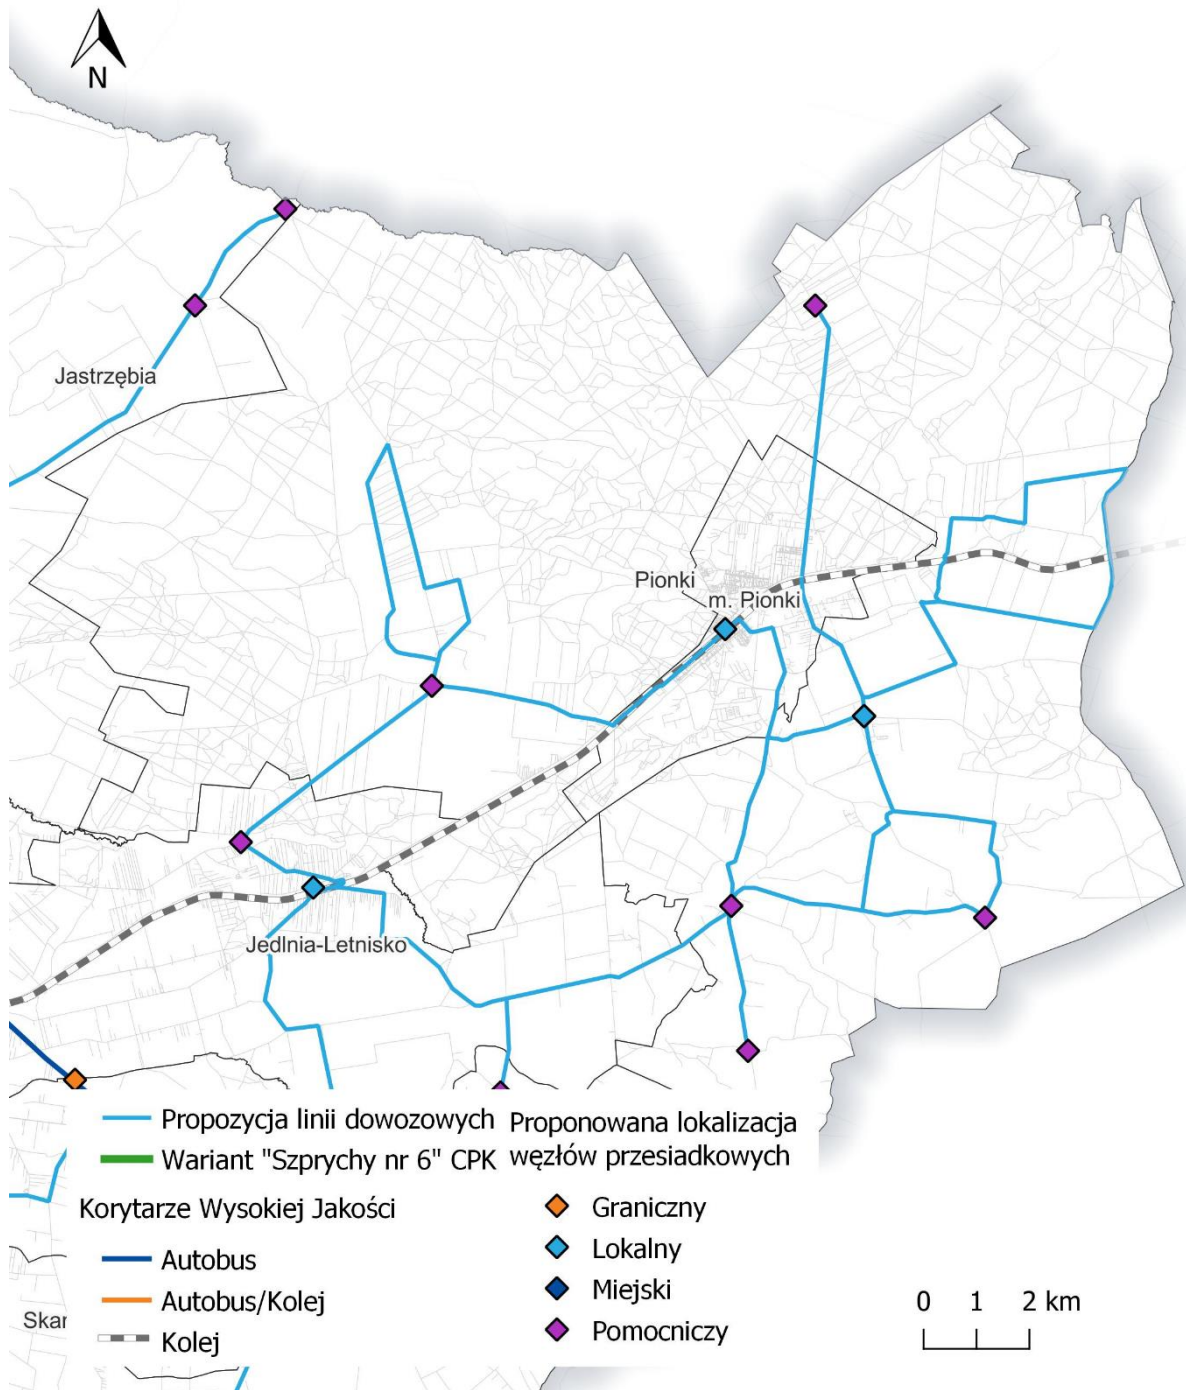 N
Jastrzębia
Pionki
m. Pionki
Jedlnia-Letnisko
Propozycja linii dowozowych
Wariant "Szprychy nr 6" CPK
Korytarze Wysokiej Jakości
Autobus
Autobus/Kolej
Kolej
Proponowana lokalizacja
węzłów przesiadkowych
Graniczny
Lokalny
Miejski
Pomocniczy
0 1 2 km
Skar